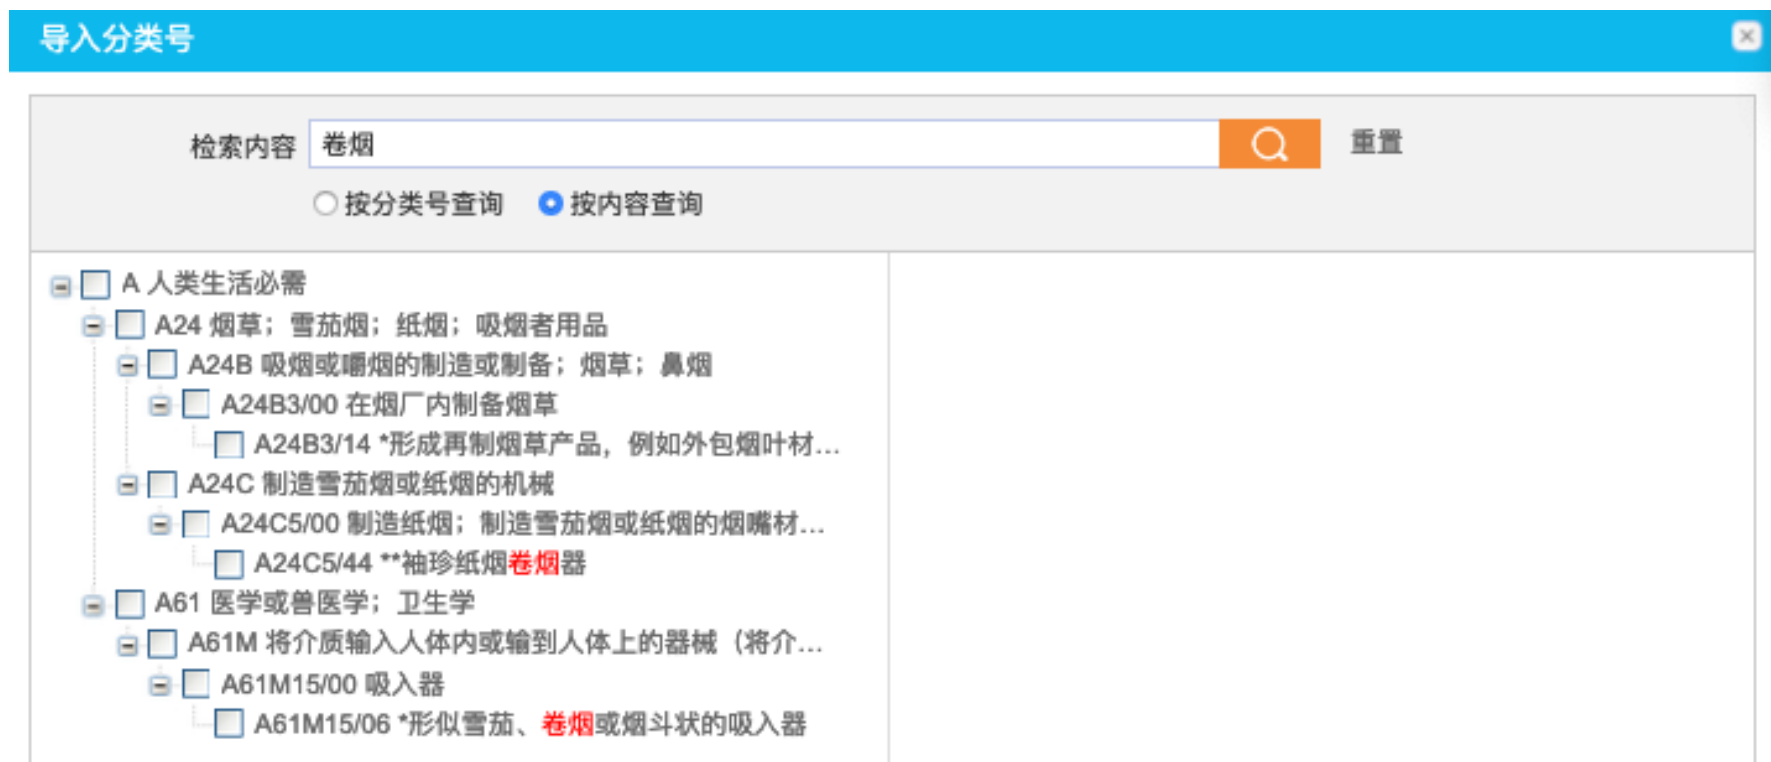 导入分类号
检索内容 卷烟 重置
按分类号查询 按内容查询
A 人类生活必需
A24 烟草；雪茄烟；纸烟；吸烟者用品
A24B 吸烟或嚼烟的制造或制备；烟草；鼻烟
A24B3/00 在烟厂内制备烟草
A24B3/14 *形成再制烟草产品，例如外包烟叶材...
A24C 制造雪茄烟或纸烟的机械
A24C5/00 制造纸烟；制造雪茄烟或纸烟的烟嘴材...
A24C5/44 **袖珍纸烟卷烟器
A61 医学或兽医学；卫生学
A61M 将介质输入人体内或输到人体上的器械（将介...
A61M15/00 吸入器
A61M15/06 *形似雪茄、卷烟或烟斗状的吸入器